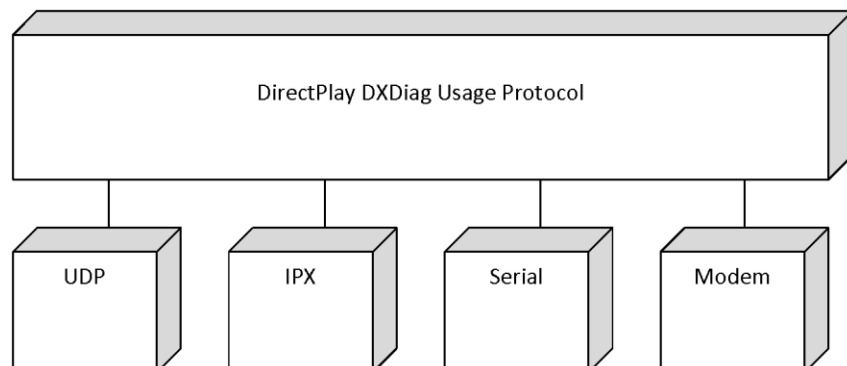 DirectPlay DXDiag Usage Protocol
UDP
IPX
Serial
Modem